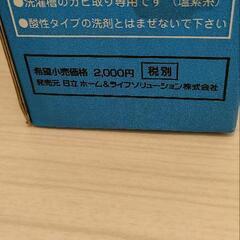 ●洗濯槽のカビ取り専用です（塩素系）
●酸性タイプの洗剤とはまぜないで下さい
希望小売価格 2,000円 税別
発売元 日立 ホーム&ライフソリューション株式会社